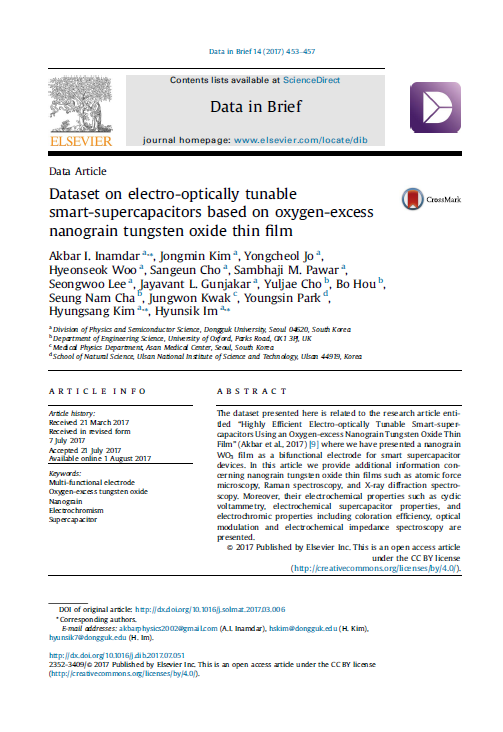 Data in Brief 14 (2017) 453–457
Contents lists available at ScienceDirect
Data in Brief
ELSEVIER
journal homepage: www.elsevier.com/locate/dib
Data Article
Dataset on electro-optically tunable
smart-supercapacitors based on oxygen-excess
nanograin tungsten oxide thin film
CrossMark
Akbar I. Inamdar a,*, Jongmin Kim a, Yongcheol Jo a,
Hyeonseok Woo a, Sangeun Cho a, Sambhaji M. Pawar a,
Seongwoo Lee a, Jayavant L. Gunjakar a, Yuljae Cho b, Bo Hou b,
Seung Nam Cha b, Jungwon Kwak c, Youngsin Park d,
Hyungsang Kim a,*, Hyunsik Im a,*
a Division of Physics and Semiconductor Science, Dongguk University, Seoul 04620, South Korea
b Department of Engineering Science, University of Oxford, Parks Road, OX1 3PJ, UK
c Medical Physics Department, Asan Medical Center, Seoul, South Korea
d School of Natural Science, Ulsan National Institute of Science and Technology, Ulsan 44919, Korea
ARTICLE INFO
Article history:
Received 21 March 2017
Received in revised form
7 July 2017
Accepted 21 July 2017
Available online 1 August 2017
Keywords:
Multi-functional electrode
Oxygen-excess tungsten oxide
Nanograin
Electrochromism
Supercapacitor
ABSTRACT
The dataset presented here is related to the research article enti-
tled "Highly Efficient Electro-optically Tunable Smart-super-
capacitors Using an Oxygen-excess Nanograin Tungsten Oxide Thin
Film" (Akbar et al., 2017) [9] where we have presented a nanograin
WO3 film as a bifunctional electrode for smart supercapacitor
devices. In this article we provide additional information con-
cerning nanograin tungsten oxide thin films such as atomic force
microscopy, Raman spectroscopy, and X-ray diffraction spectro-
scopy. Moreover, their electrochemical properties such as cyclic
voltammetry, electrochemical supercapacitor properties, and
electrochromic properties including coloration efficiency, optical
modulation and electrochemical impedance spectroscopy are
presented.
© 2017 Published by Elsevier Inc. This is an open access article
under the CC BY license
(http://creativecommons.org/licenses/by/4.0/).
DOI of original article: http://dx.doi.org/10.1016/j.solmat.2017.03.006
* Corresponding authors.
E-mail addresses: akbarphysics2002@gmail.com (A.I. Inamdar), hskim@dongguk.edu (H. Kim),
hyunsik7@dongguk.edu (H. Im).
http://dx.doi.org/10.1016/j.dib.2017.07.051
2352-3409/© 2017 Published by Elsevier Inc. This is an open access article under the CC BY license
(http://creativecommons.org/licenses/by/4.0/).